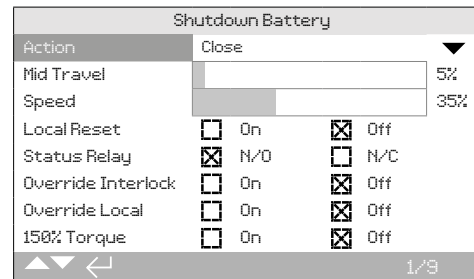 Shutdown Battery
Action Close
Mid Travel 5%
Speed 35%
Local Reset On Off
Status Relay N/O N/C
Override Interlock On Off
Override Local On Off
150% Torque On Off
1/9